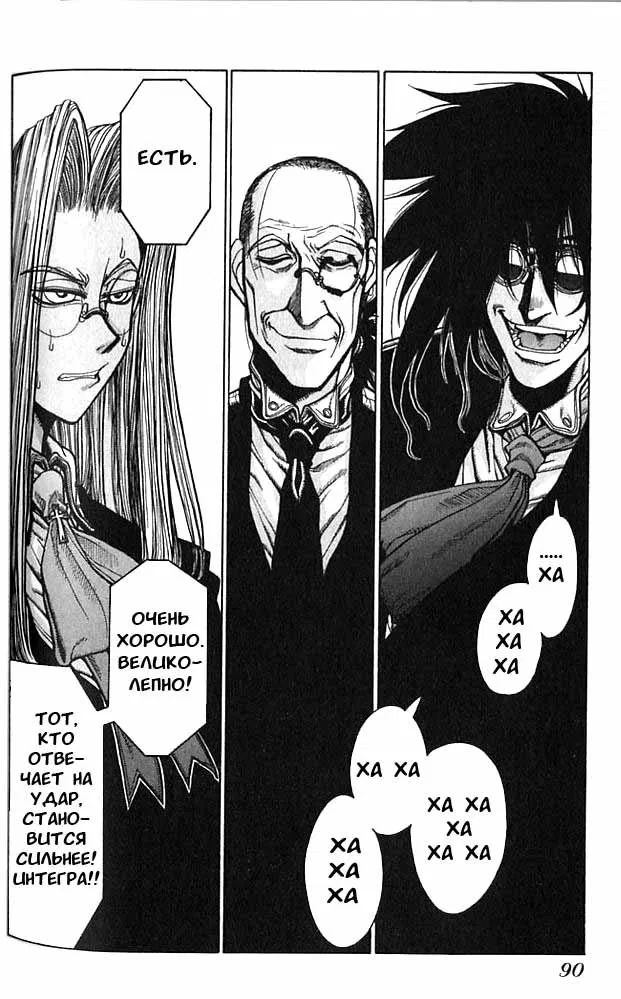 .....
ХА
ХА
ХА
ХА
ХА ХА
ХА ХА
ХА
ХА ХА
ХА
ХА
ХА
ЕСТЬ.
ОЧЕНЬ
ХОРОШО.
ВЕЛИКО-
ЛЕПНО!
ТОТ,
КТО
ОТВЕ-
ЧАЕТ НА
УДАР,
СТАНО-
ВИТСЯ
СИЛЬНЕЕ!
ИНТЕГРА!!
90